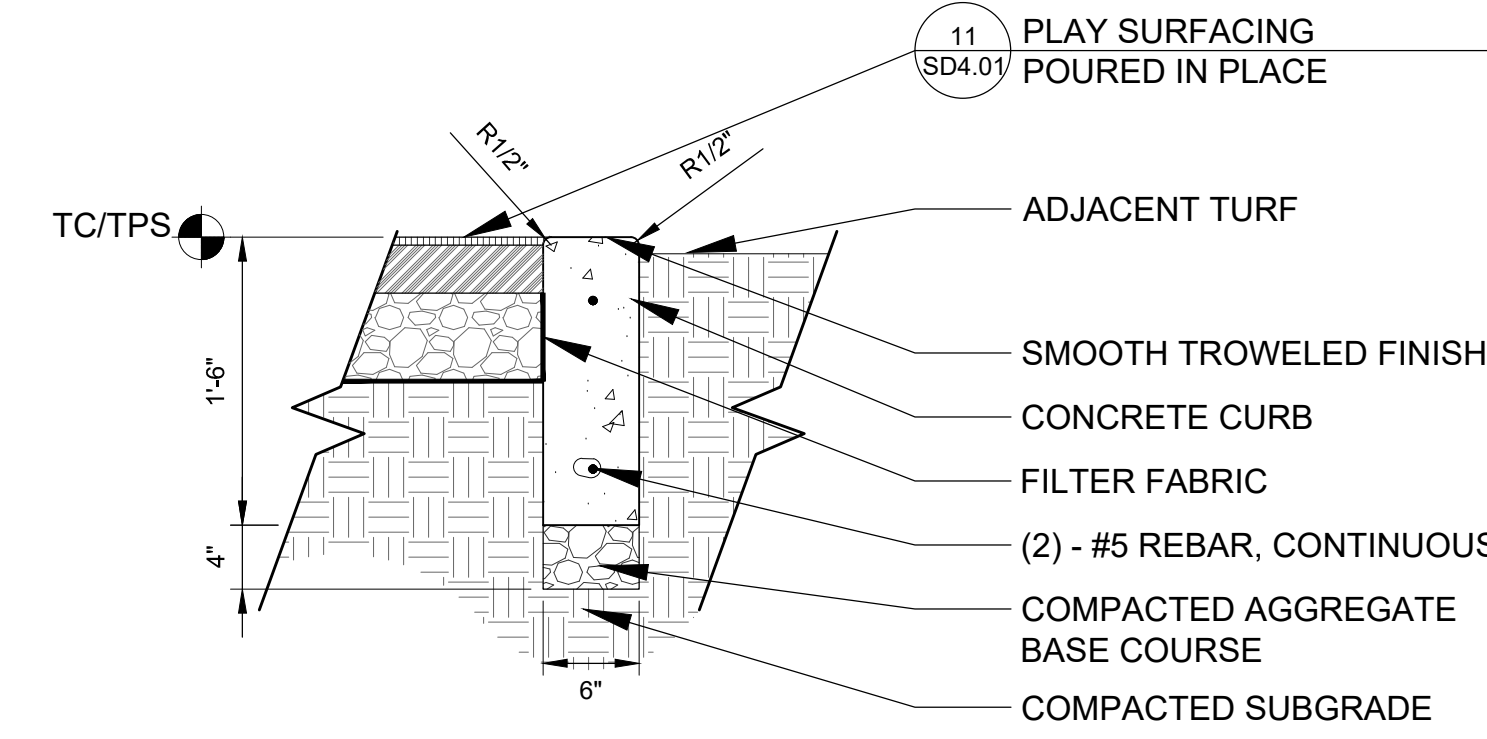 11
SD4.01
PLAY SURFACING
POURED IN PLACE
R1/2"
R1/2"
TC/TPS
ADJACENT TURF
1'-6"
SMOOTH TROWELED FINISH
CONCRETE CURB
FILTER FABRIC
4"
(2) - #5 REBAR, CONTINUOUS
COMPACTED AGGREGATE
BASE COURSE
6"
COMPACTED SUBGRADE